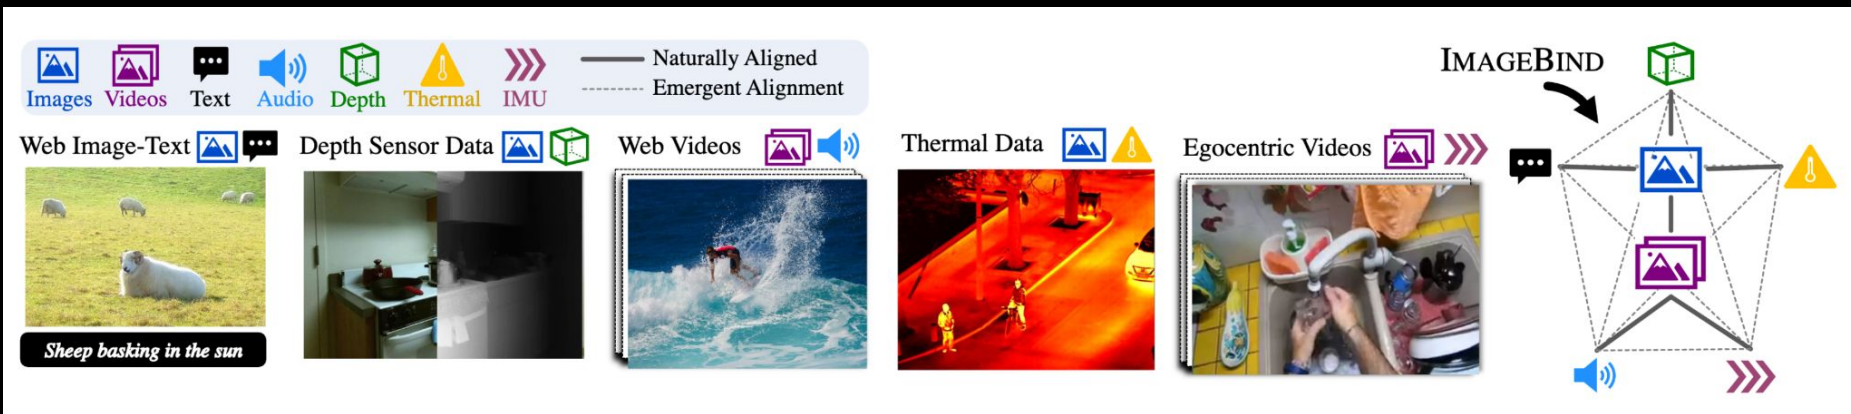 Images Videos Text Audio Depth Thermal IMU
Naturally Aligned
Emergent Alignment
IMAGEBIND
Web Image-Text
Depth Sensor Data
Web Videos
Thermal Data
Egocentric Videos
Sheep basking in the sun